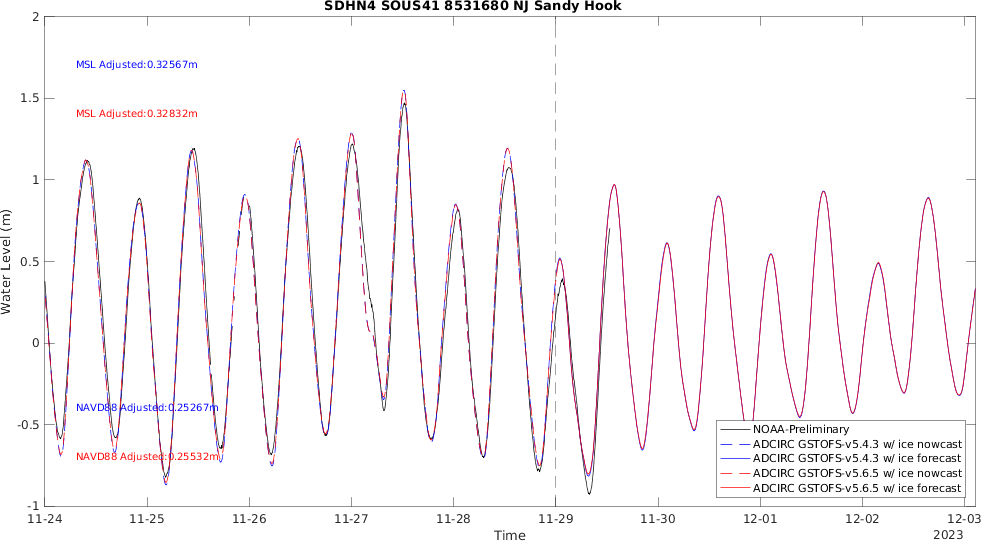 SDHN4 SOUS41 8531680 NJ Sandy Hook
2
MSL Adjusted:0.32567m
1.5
MSL Adjusted:0.32832m
1
0.5
Water Level (m)
0
NAVD88 Adjusted:0.25267m
-0.5
NAVD88 Adjusted:0.25532m
-1
NOAA-Preliminary
ADCIRC GSTOFS-v5.4.3 w/ ice nowcast
ADCIRC GSTOFS-v5.4.3 w/ ice forecast
ADCIRC GSTOFS-v5.6.5 w/ ice nowcast
ADCIRC GSTOFS-v5.6.5 w/ ice forecast
11-24 11-25 11-26 11-27 11-28 11-29 11-30 12-01 12-02 12-03
Time
2023